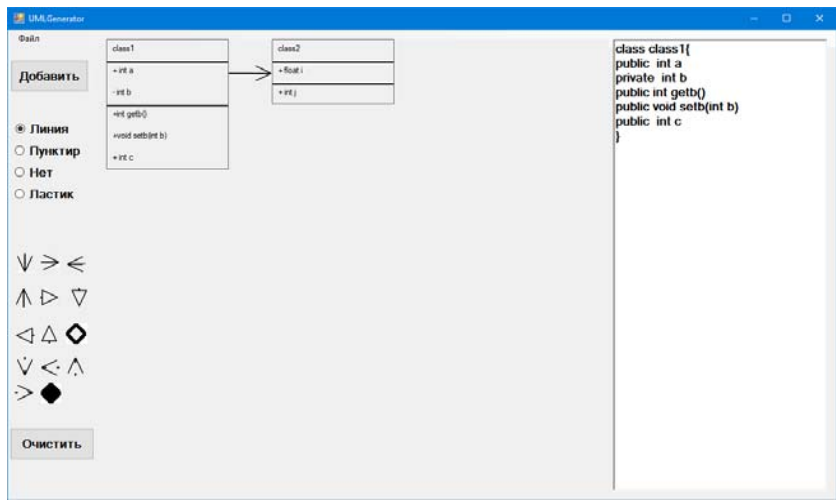 UMLGenerator
Файл
Добавить
Линия
Пунктир
Нет
Ластик
Очистить
class1
+ int a
- int b
+int getb()
+void setb(int b)
+ int c
class2
+ float i
+ int j
class class1{
public  int a
private  int b
public int getb()
public void setb(int b)
public  int c
}